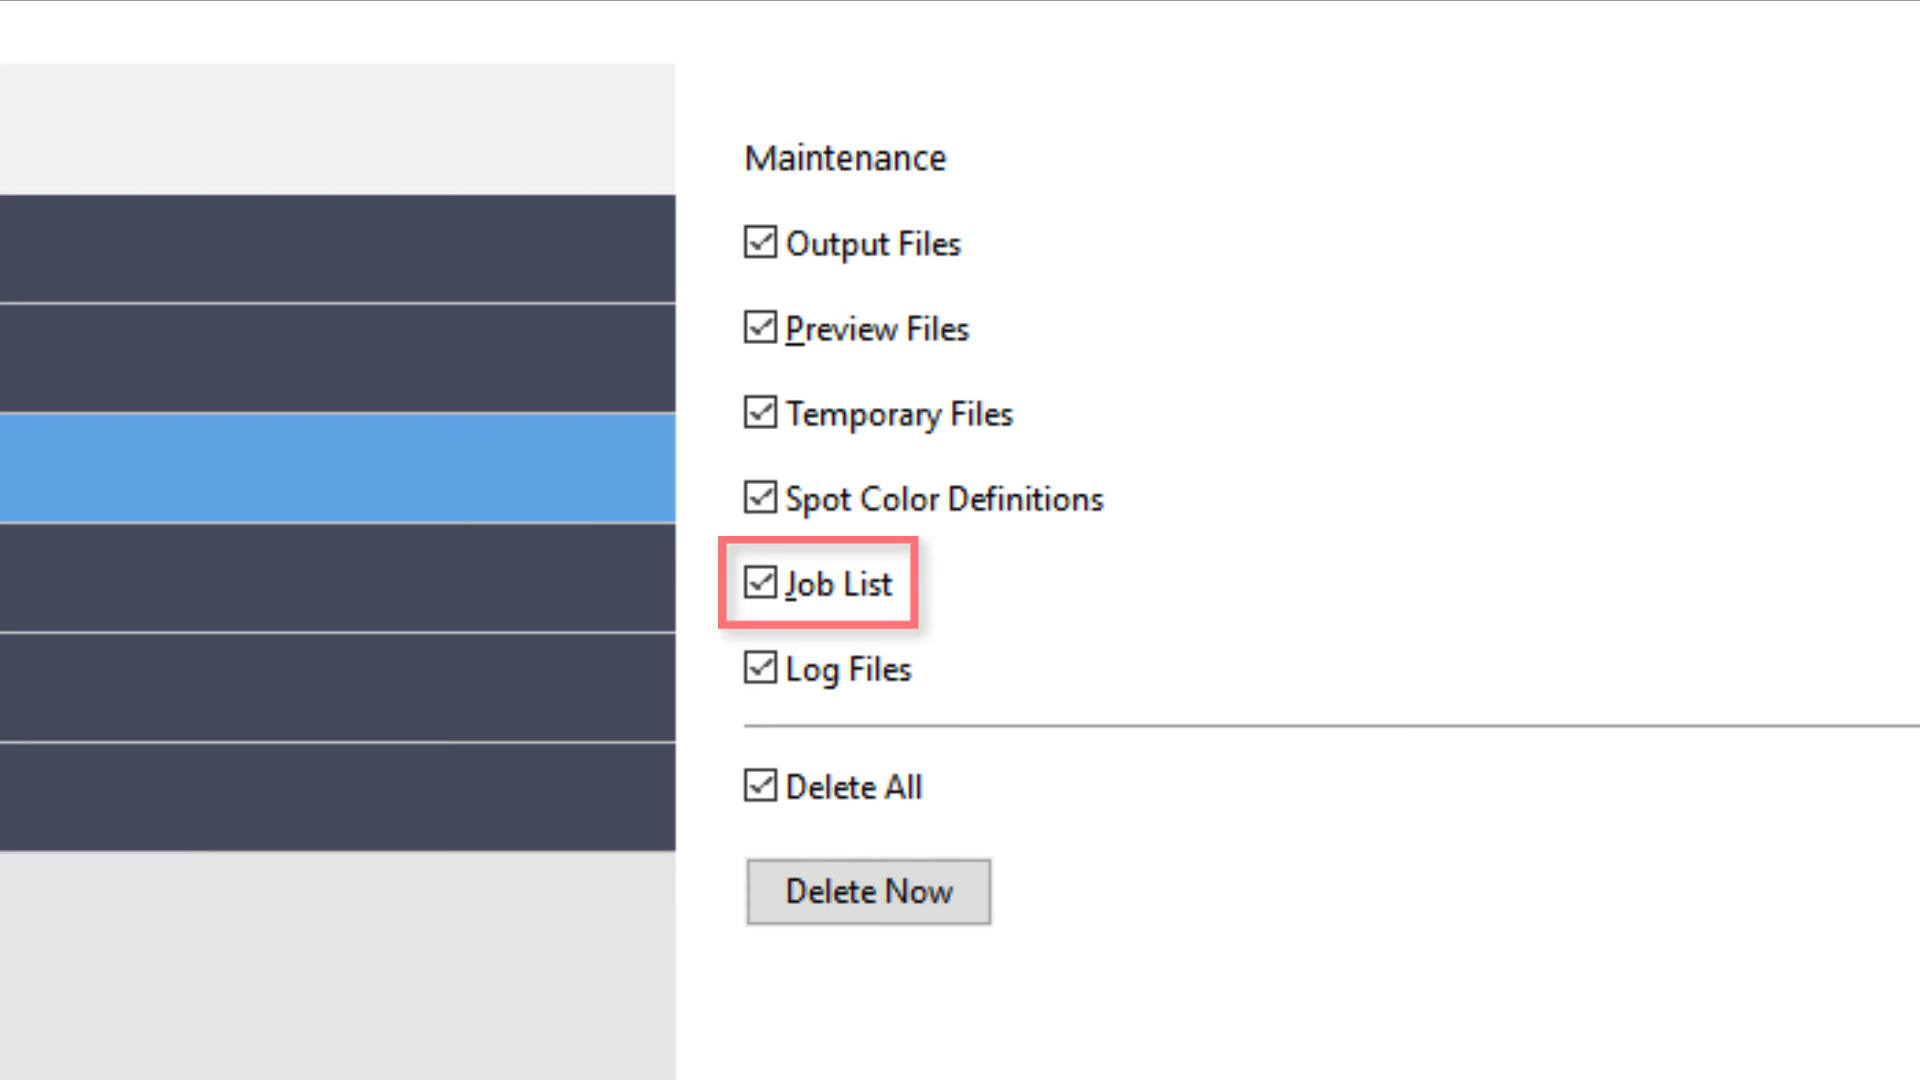 Maintenance
Output Files
Preview Files
Temporary Files
Spot Color Definitions
Job List
Log Files
Delete All
Delete Now